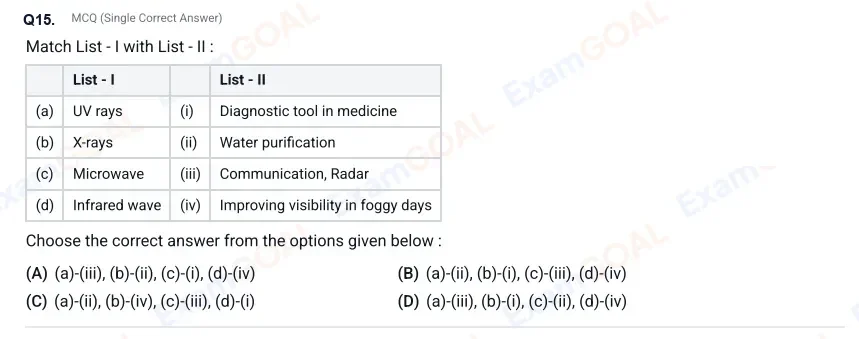 Q15. MCQ (Single Correct Answer)
Match List - I with List - II :
List - I List - II
(a) UV rays (i) Diagnostic tool in medicine
(b) X-rays (ii) Water purification
(c) Microwave (iii) Communication, Radar
(d) Infrared wave (iv) Improving visibility in foggy days
Choose the correct answer from the options given below :
(A) (a)-(iii), (b)-(ii), (c)-(i), (d)-(iv) (B) (a)-(ii), (b)-(i), (c)-(iii), (d)-(iv)
(C) (a)-(ii), (b)-(iv), (c)-(iii), (d)-(i) (D) (a)-(iii), (b)-(i), (c)-(ii), (d)-(iv)
ExamGOAL